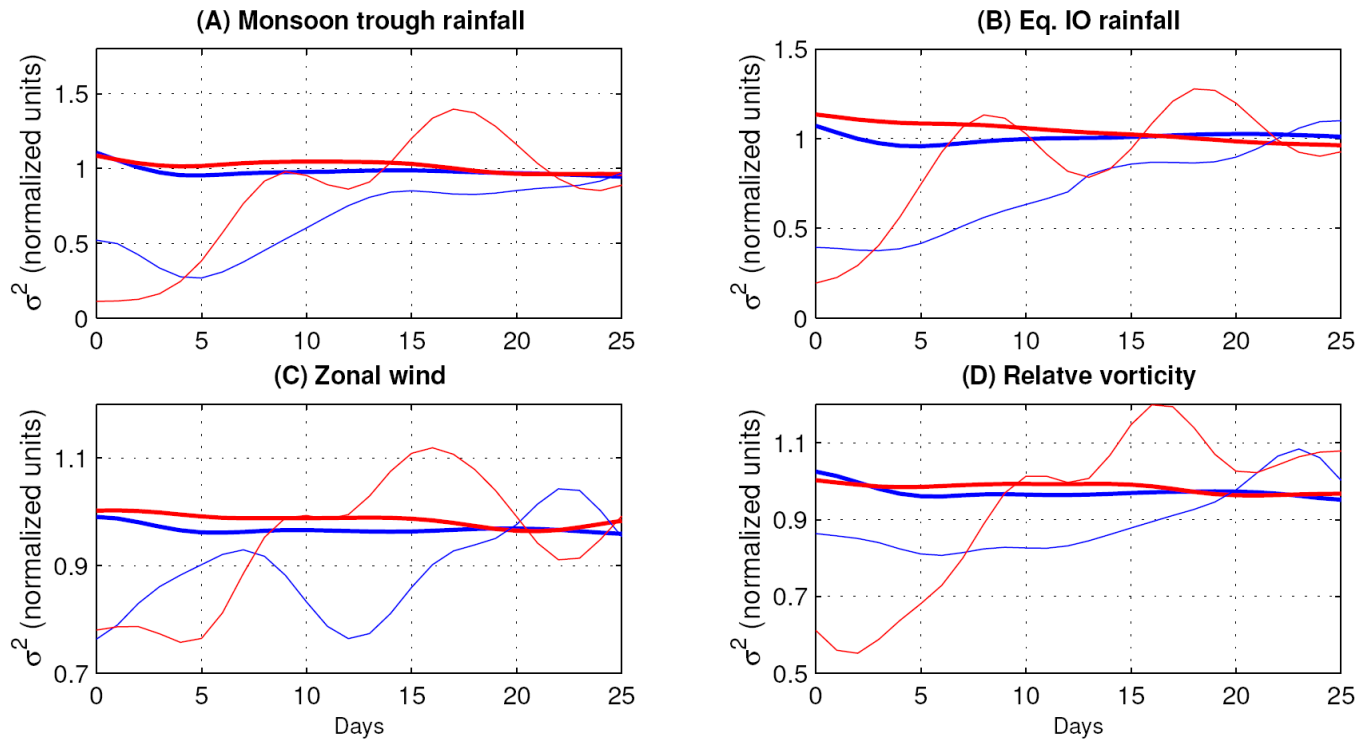 (A) Monsoon trough rainfall
σ² (normalized units)
1.5
1
0.5
0
0 5 10 15 20 25
(B) Eq. IO rainfall
σ² (normalized units)
1.5
1
0.5
0
0 5 10 15 20 25
(C) Zonal wind
σ² (normalized units)
1.1
0.9
0.7
0 5 10 15 20 25
Days
(D) Relatve vorticity
σ² (normalized units)
1.1
0.9
0.7
0.5
0 5 10 15 20 25
Days